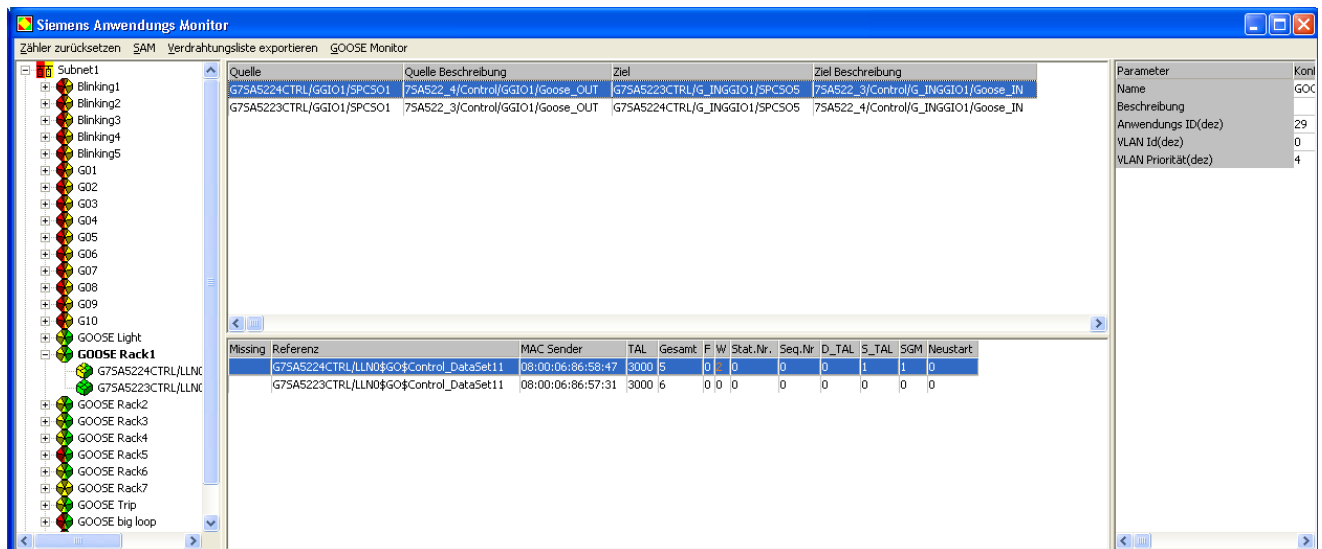 Siemens Anwendungs Monitor
Zähler zurücksetzen SAM Verdrahtungsliste exportieren GOOSE Monitor
Subnet1
Blinking1
Blinking2
Blinking3
Blinking4
Blinking5
G01
G02
G03
G04
G05
G06
G07
G08
G09
G10
GOOSE Light
GOOSE Rack1
G7SA5224CTRL/LLN0
G7SA5223CTRL/LLN0
GOOSE Rack2
GOOSE Rack3
GOOSE Rack4
GOOSE Rack5
GOOSE Rack6
GOOSE Rack7
GOOSE Trip
GOOSE big loop
Quelle Quelle Beschreibung Ziel Ziel Beschreibung
G7SA5224CTRL/GGIO1/SPCSO1 7SA522_4/Control/GGIO1/Goose_OUT G7SA5223CTRL/G_INGGIO1/SPCSO5 7SA522_3/Control/G_INGGIO1/Goose_IN
G7SA5223CTRL/GGIO1/SPCSO1 7SA522_3/Control/GGIO1/Goose_OUT G7SA5224CTRL/G_INGGIO1/SPCSO5 7SA522_4/Control/G_INGGIO1/Goose_IN
Missing Referenz MAC Sender TAL Gesamt F W Stat.Nr. Seq.Nr D_TAL S_TAL SGM Neustart
G7SA5224CTRL/LLN0$GO$Control_DataSet11 08:00:06:86:58:47 3000 5 0 2 0 0 0 1 1 0
G7SA5223CTRL/LLN0$GO$Control_DataSet11 08:00:06:86:57:31 3000 6 0 0 0 0 0 0 0 0
Parameter Konf
Name GOO
Beschreibung
Anwendungs ID(dez) 29
VLAN Id(dez) 0
VLAN Priorität(dez) 4